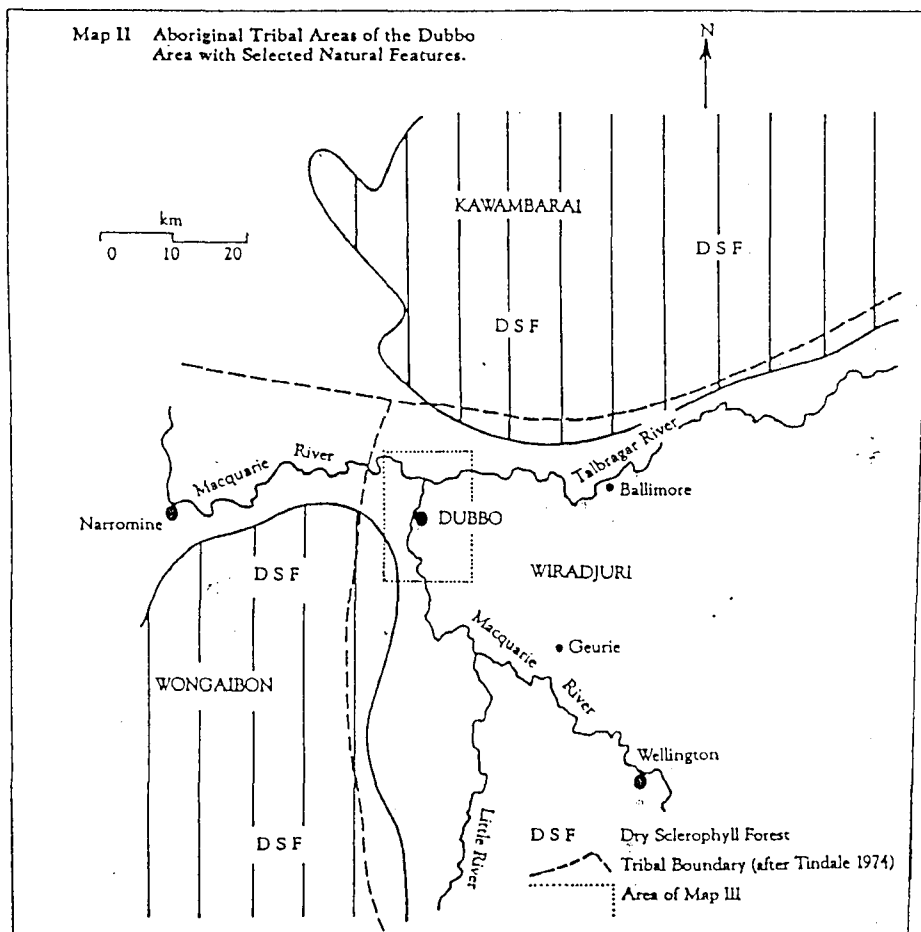 Map II Aboriginal Tribal Areas of the Dubbo
Area with Selected Natural Features.
N
km
0 10 20
KAWAMBARAI
D S F
D S F
Macquarie River
Talbragar River
Ballimore
Narromine
DUBBO
D S F
WIRADJURI
Macquarie River
Geurie
WONGAIBON
Wellington
Little River
D S F
D S F Dry Sclerophyll Forest
Tribal Boundary (after Tindale 1974)
Area of Map III